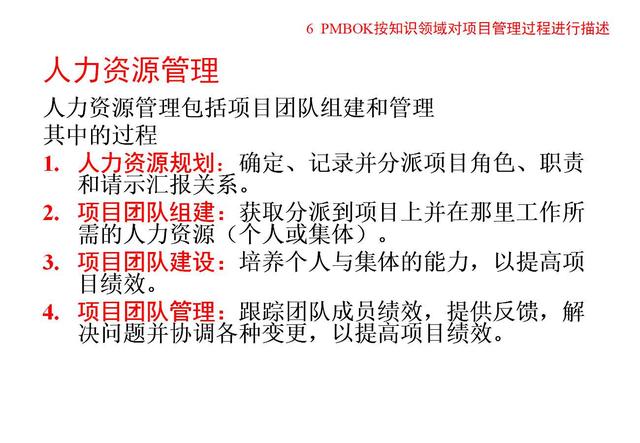 6 PMBOK按知识领域对项目管理过程进行描述
人力资源管理
人力资源管理包括项目团队组建和管理
其中的过程
1. 人力资源规划：确定、记录并分派项目角色、职责
和请示汇报关系。
2. 项目团队组建：获取分派到项目上并在那里工作所
需的人力资源（个人或集体）。
3. 项目团队建设：培养个人与集体的能力，以提高项
目绩效。
4. 项目团队管理：跟踪团队成员绩效，提供反馈，解
决问题并协调各种变更，以提高项目绩效。